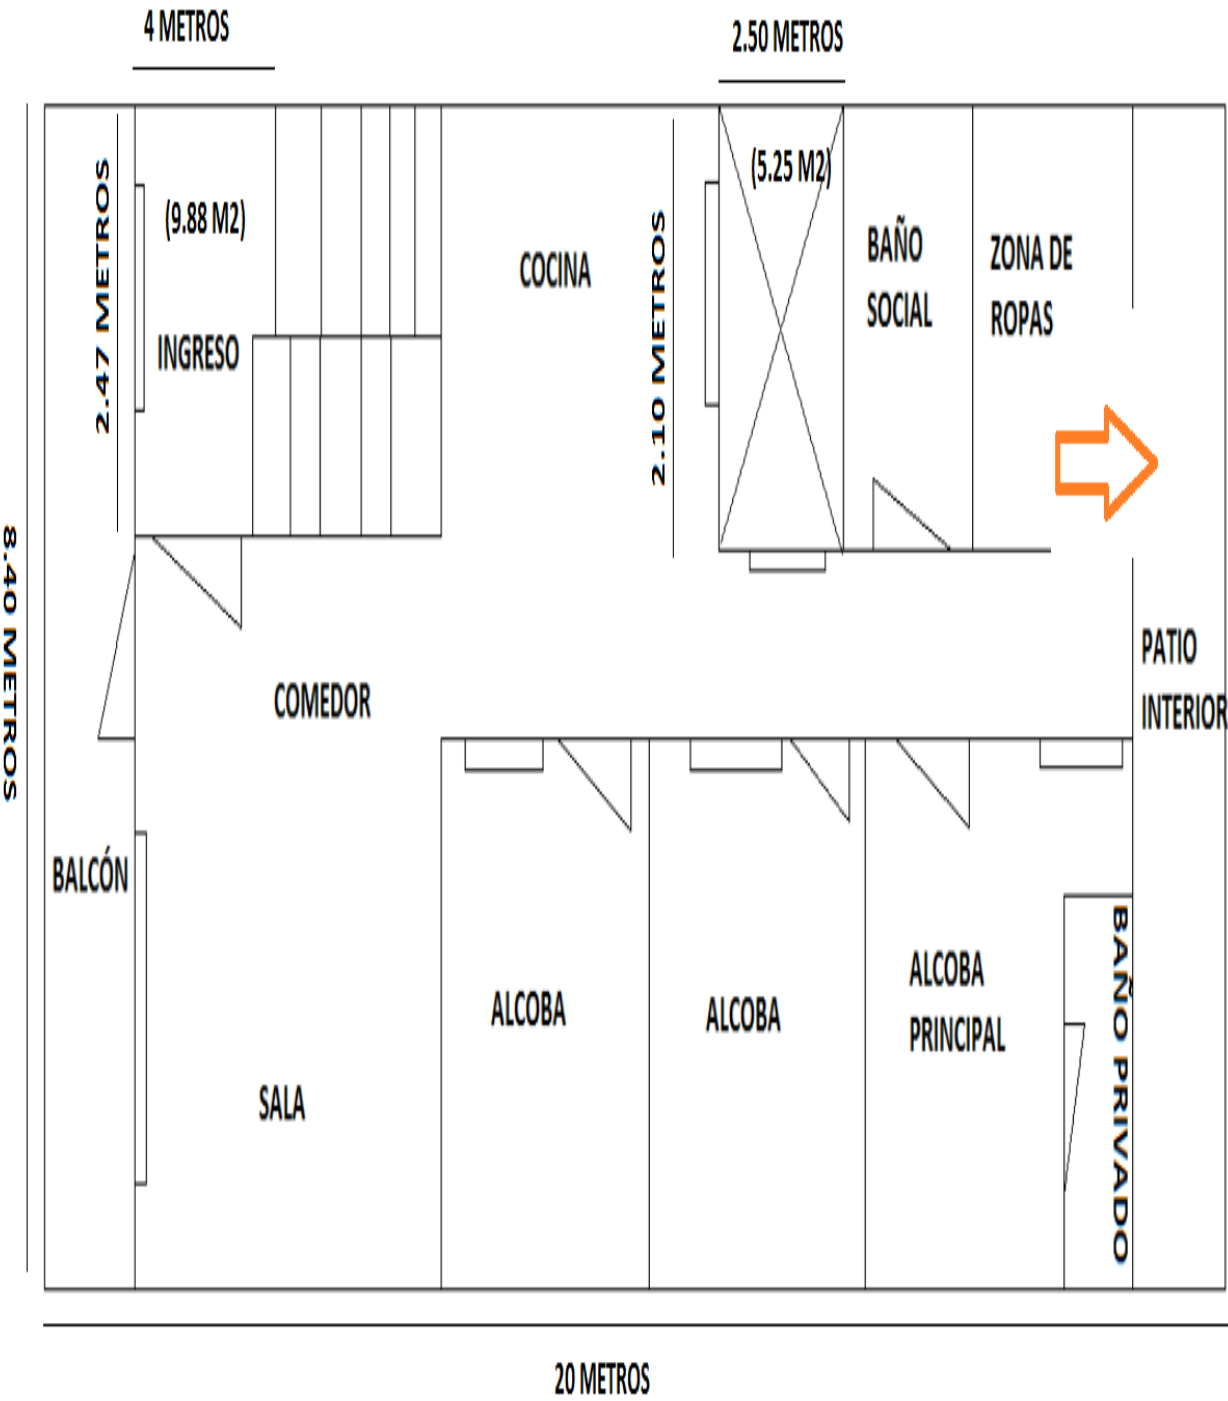 4 METROS
2.50 METROS
2.47 METROS
(9.88 M2)
INGRESO
COCINA
2.10 METROS
(5.25 M2)
BAÑO
SOCIAL
ZONA DE
ROPAS
8.40 METROS
COMEDOR
PATIO
INTERIOR
BALCÓN
SALA
ALCOBA
ALCOBA
ALCOBA
PRINCIPAL
BAÑO PRIVADO
20 METROS